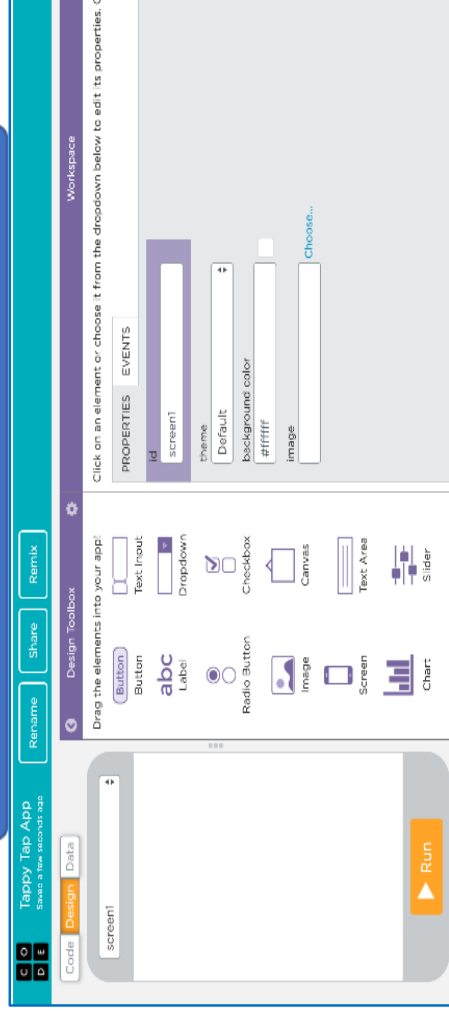 C O
D E
Tappy Tap App
Saved a few seconds ago
Rename
Share
Remix
Code
Design
Data
Design Toolbox
Workspace
screen1
Run
Drag the elements into your app!
Button
Button
Text Input
abc
Label
Dropdown
Radio Button
Checkbox
Image
Canvas
Screen
Text Area
Chart
Slider
Click on an element or choose it from the dropdown below to edit its properties.
PROPERTIES
EVENTS
id
screen1
theme
Default
background color
#ffffff
image
Choose...